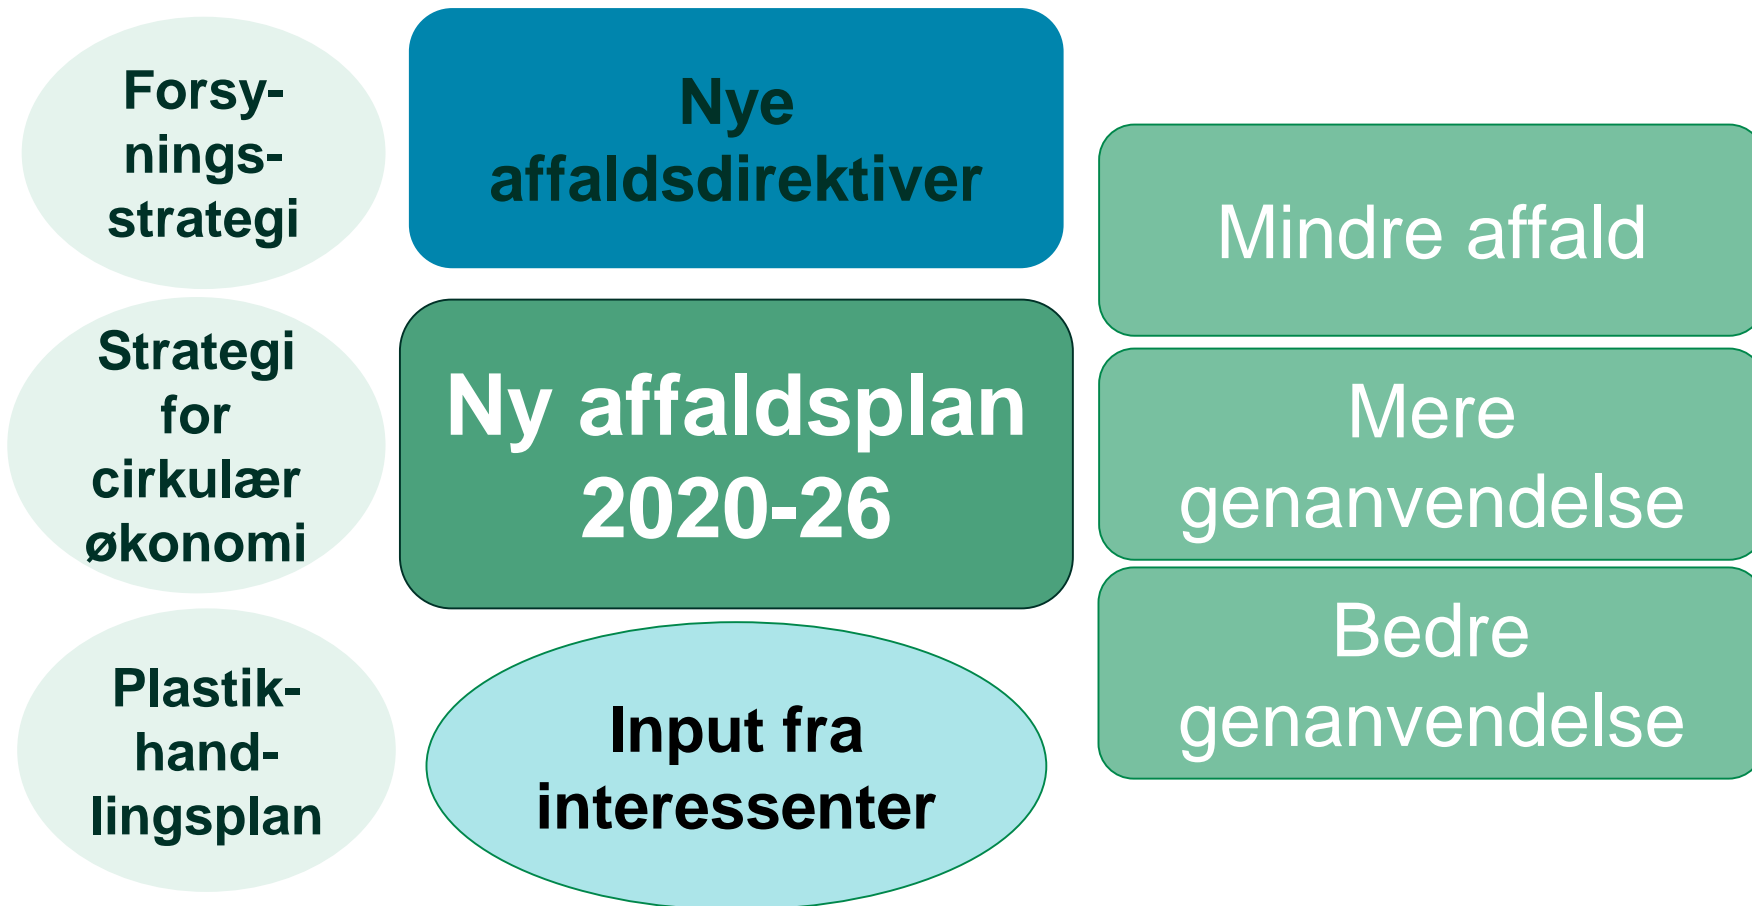 Forsy-
nings-
strategi
Strategi
for
cirkulær
økonomi
Plastik-
hand-
lingsplan
Nye
affaldsdirektiver
Ny affaldsplan
2020-26
Input fra
interessenter
Mindre affald
Mere
genanvendelse
Bedre
genanvendelse